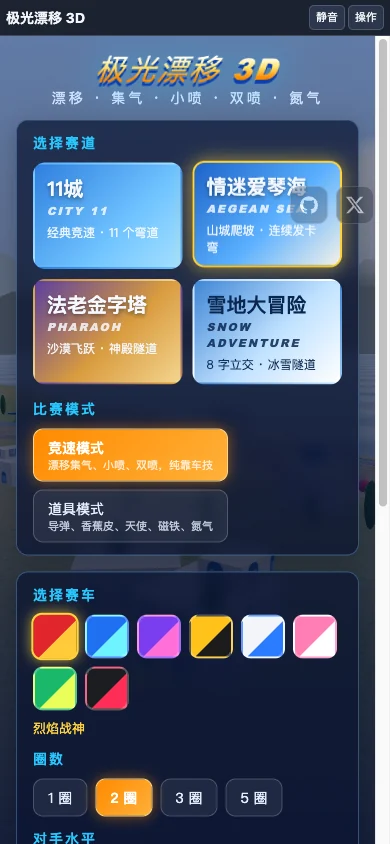 极光漂移 3D
静音
操作
极光漂移 3D
漂移 · 集气 · 小喷 · 双喷 · 氮气
选择赛道
11城
CITY 11
经典竞速 · 11 个弯道
情迷爱琴海
AEGEAN
山城爬坡 · 连续发卡
弯
法老金字塔
PHARAOH
沙漠飞跃 · 神殿隧道
雪地大冒险
SNOW
ADVENTURE
8 字立交 · 冰雪隧道
比赛模式
竞速模式
漂移集气、小喷、双喷，纯靠车技
道具模式
导弹、香蕉皮、天使、磁铁、氮气
选择赛车
烈焰战神
圈数
1 圈
2 圈
3 圈
5 圈
对手水平